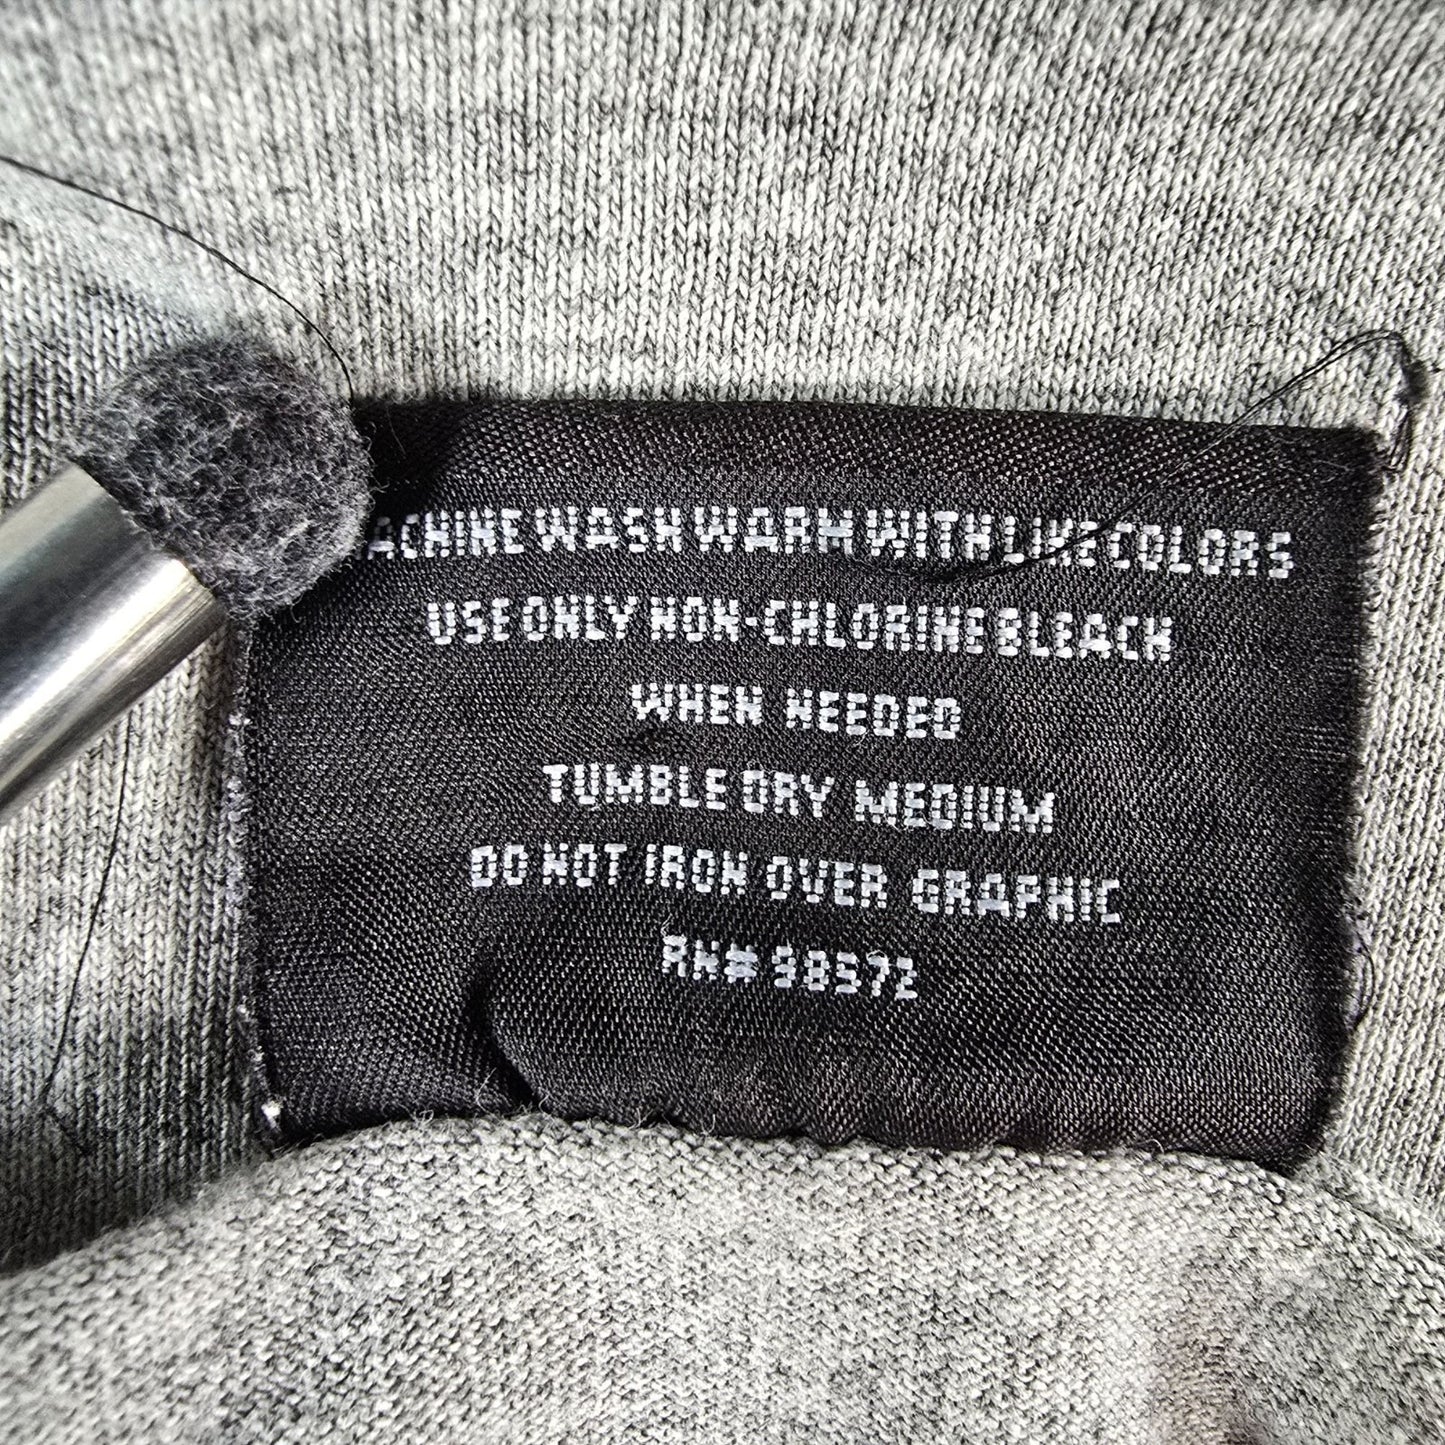 ACHINE WASH WARM WITH LIKE COLORS
USE ONLY NON-CHLORINE BLEACH
WHEN NEEDED
TUMBLE DRY MEDIUM
DO NOT IRON OVER GRAPHIC
RN# 98572